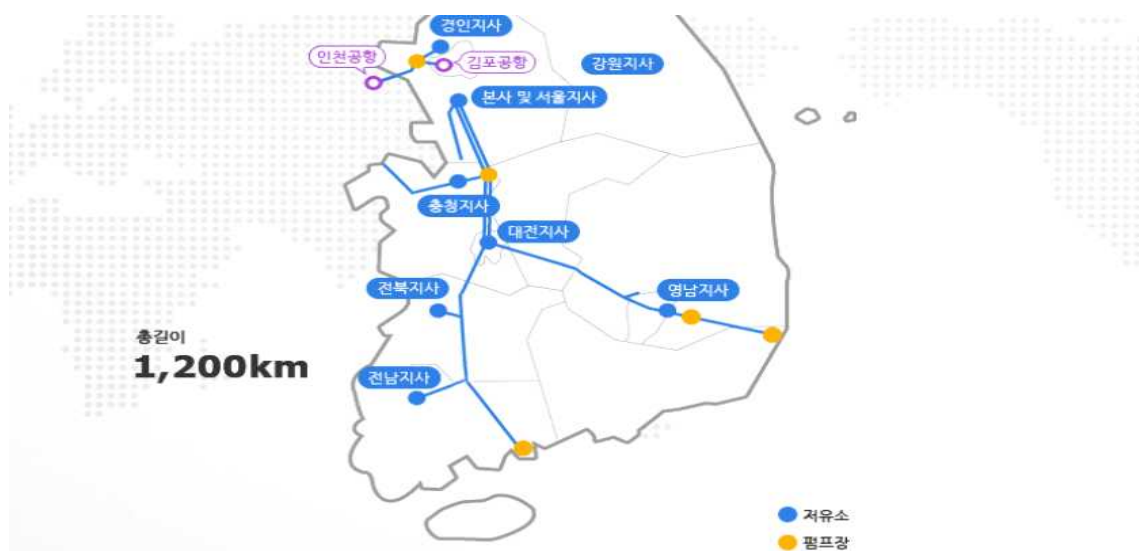 경인지사
인천공항
김포공항
강원지사
본사 및 서울지사
충청지사
대전지사
전북지사
영남지사
총길이
1,200km
전남지사
저유소
펌프장